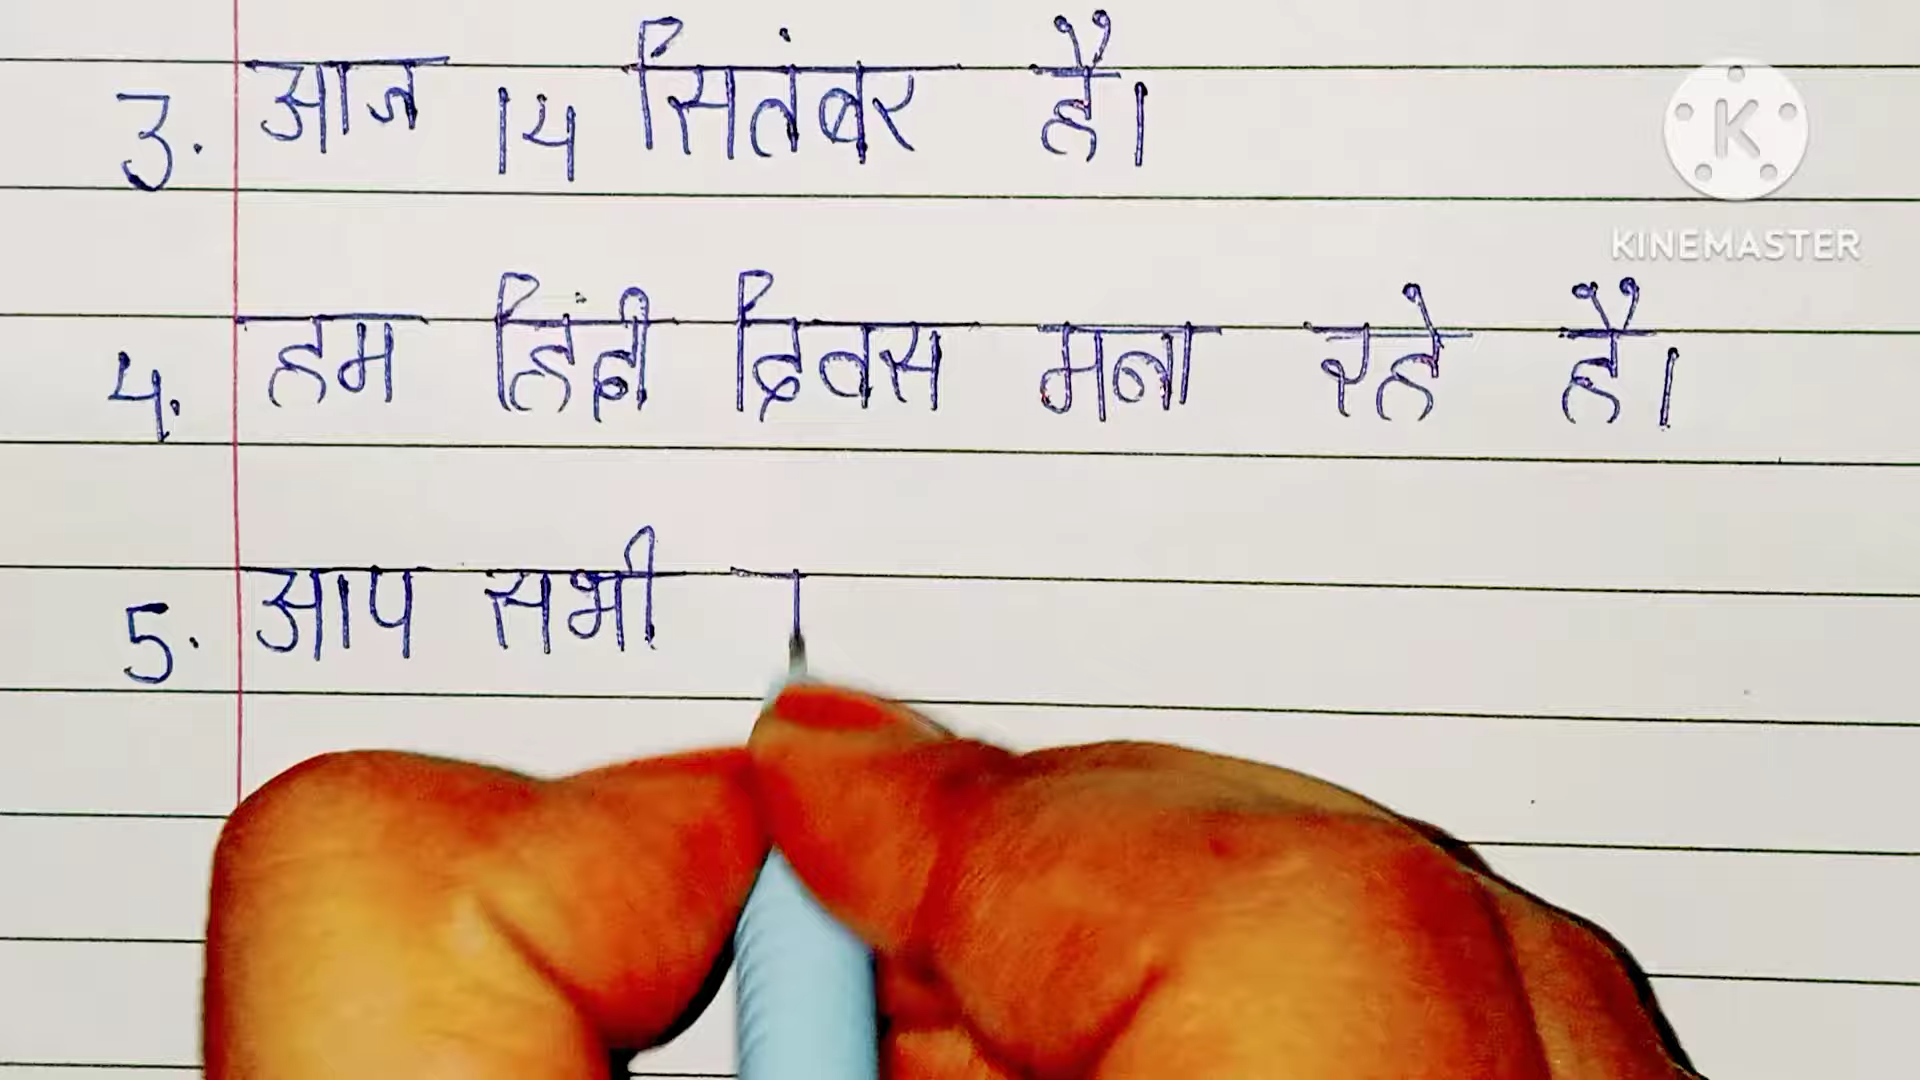 3. आज 14 सितंबर है।
KINEMASTER
4. हम हिंदी दिवस मना रहे है।
5. आप सभी